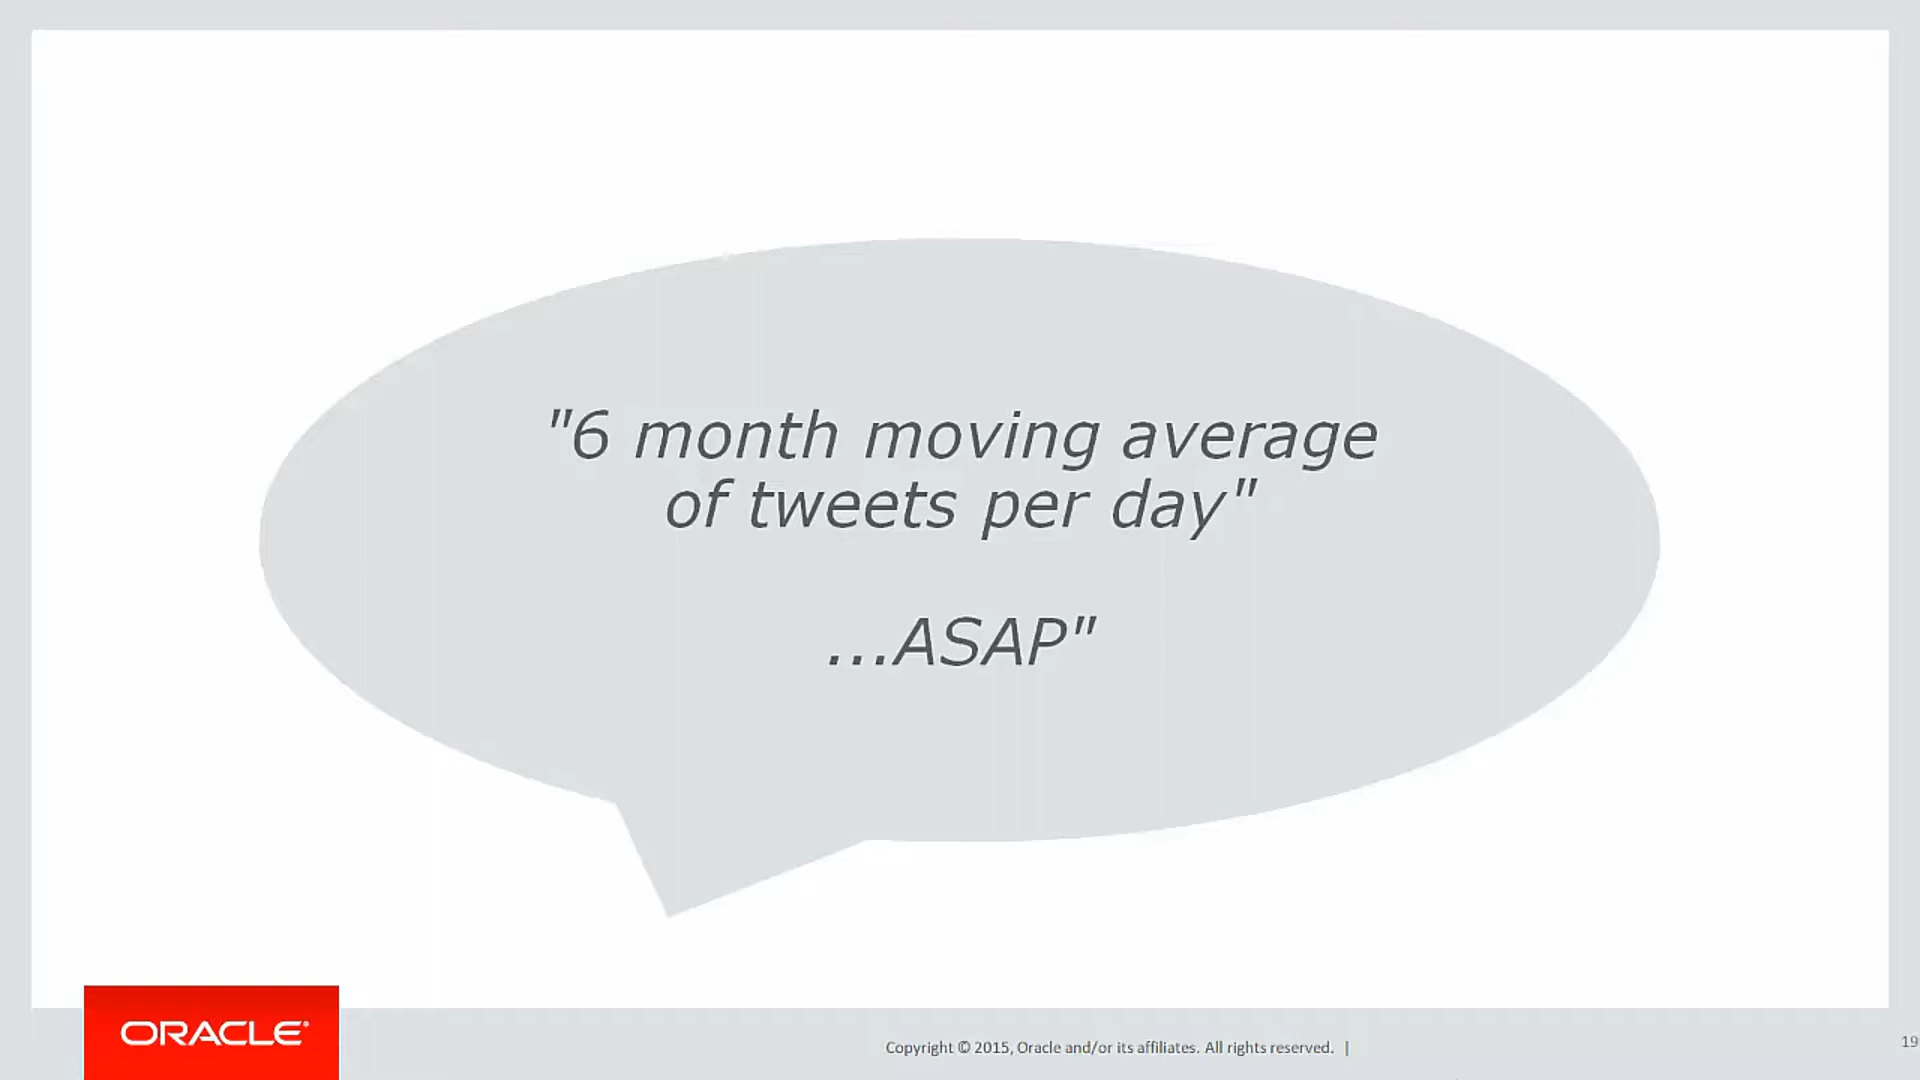 "6 month moving average
of tweets per day"
...ASAP"
ORACLE®
Copyright © 2015, Oracle and/or its affiliates. All rights reserved. |
19